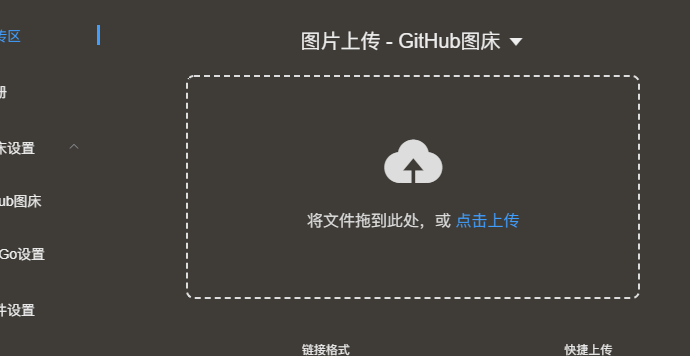 图片上传 - GitHub图床
传区
册
床设置
ub图床
Go设置
件设置
将文件拖到此处，或 点击上传
链接格式
快捷上传